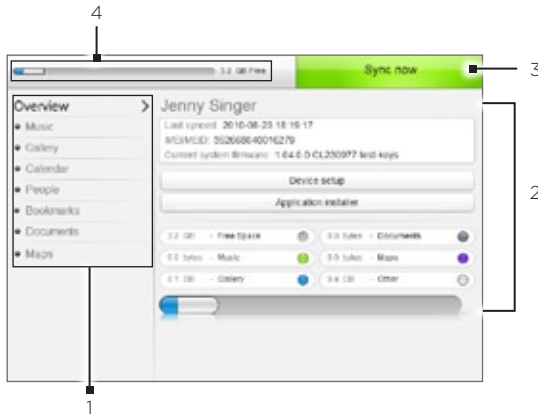 4
3.2 GB Free
Sync now
3
Overview >
Music
Gallery
Calendar
People
Bookmarks
Documents
Maps
Jenny Singer
Last synced: 2010-08-23 18:19:17
IMEI/MEID: 352668040016279
Current system firmware: 1.64.0.0 CL230977 test-keys
Device setup
Application installer
3.2 GB - Free Space
0.0 bytes - Documents
0.0 bytes - Music
0.0 bytes - Maps
0.1 GB - Gallery
0.4 GB - Other
2
1